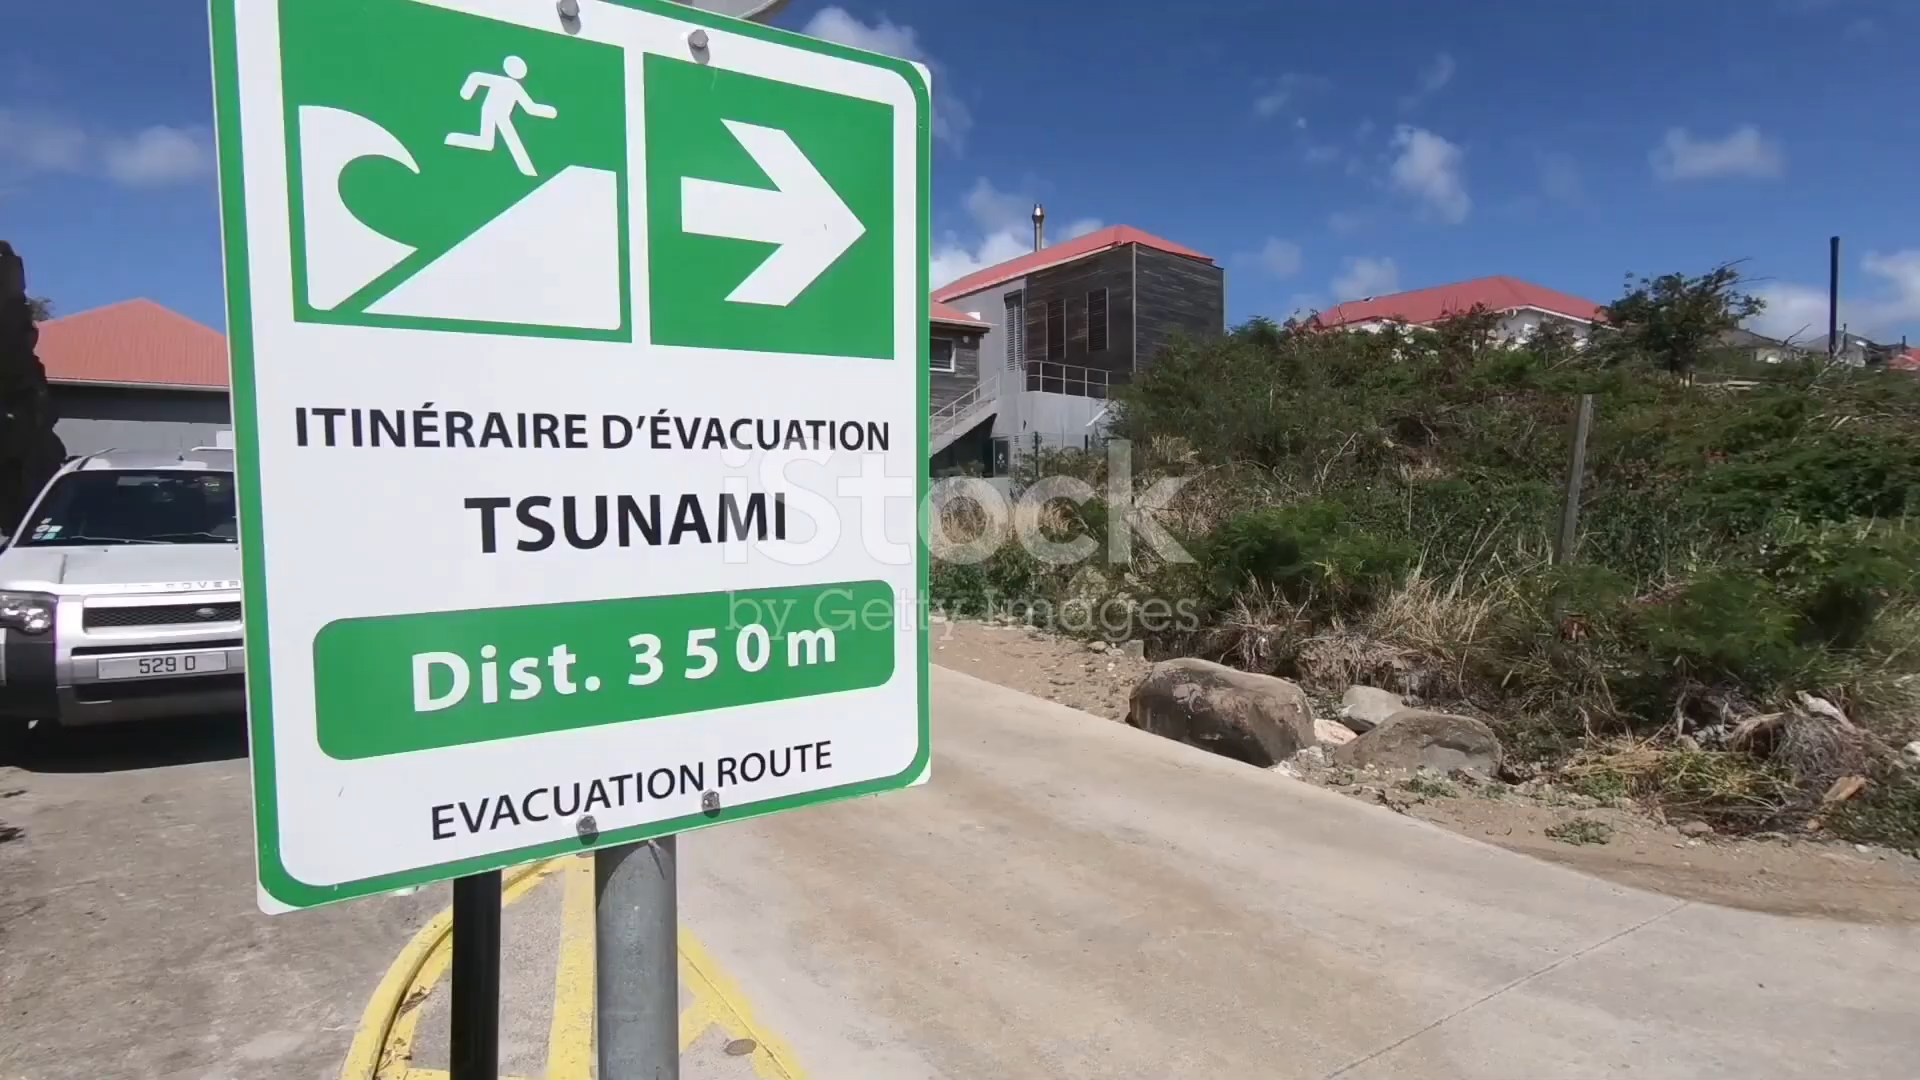 ITINÉRAIRE D'ÉVACUATION
TSUNAMI
Dist. 350m
EVACUATION ROUTE
529 O
iStock
by Getty Images